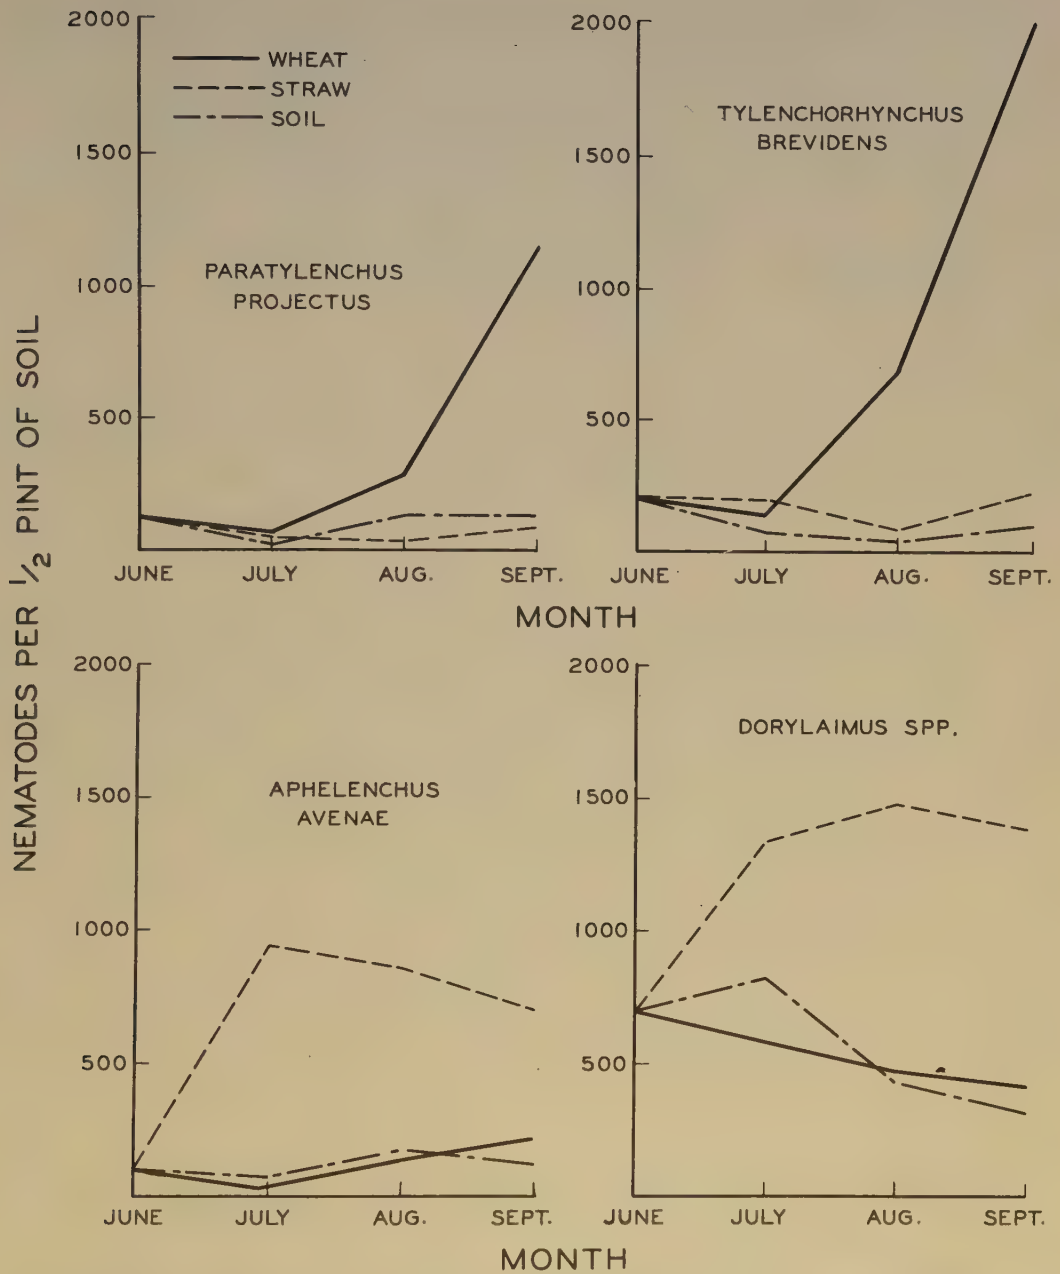 NEMATODES PER 1/2 PINT OF SOIL
2000
WHEAT
STRAW
SOIL
1500
PARATYLENCHUS
PROJECTUS
1000
500
JUNE JULY AUG. SEPT.
2000
TYLENCHORHYNCHUS
BREVIDENS
1500
1000
500
JUNE JULY AUG. SEPT.
MONTH
2000
1500
APHELENCHUS
AVENAE
1000
500
JUNE JULY AUG. SEPT.
2000
DORYLAIMUS SPP.
1500
1000
500
JUNE JULY AUG. SEPT.
MONTH